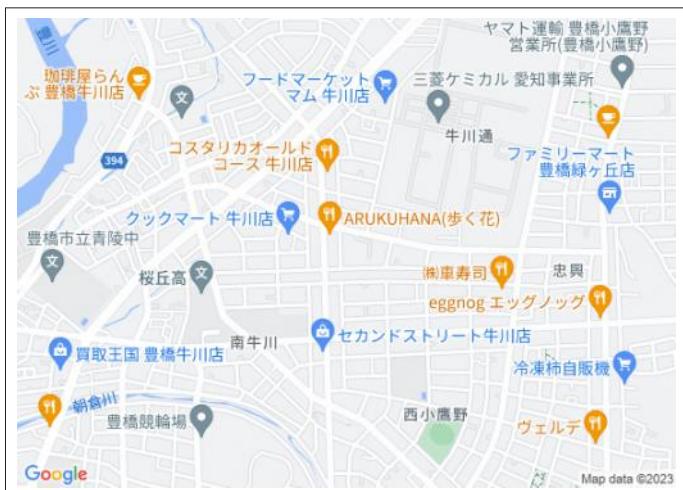 ヤマト運輸 豊橋小鷹野
営業所(豊橋小鷹野)
豊川
珈琲屋らん
ぷ 豊橋牛川店
フードマーケット
マム 牛川店
三菱ケミカル 愛知事業所
文
牛川通
コスタリカオールド
コース 牛川店
ファミリーマート
豊橋緑ヶ丘店
394
クックマート 牛川店
ARUKUHANA(歩く花)
豊橋市立青陵中
文
桜丘高
文
㈱車寿司
忠興
eggnog エッグノッグ
南牛川
セカンドストリート牛川店
買取王国 豊橋牛川店
冷凍柿自販機
朝倉川
豊橋競輪場
西小鷹野
ヴェルデ
Google
Map data ©2023